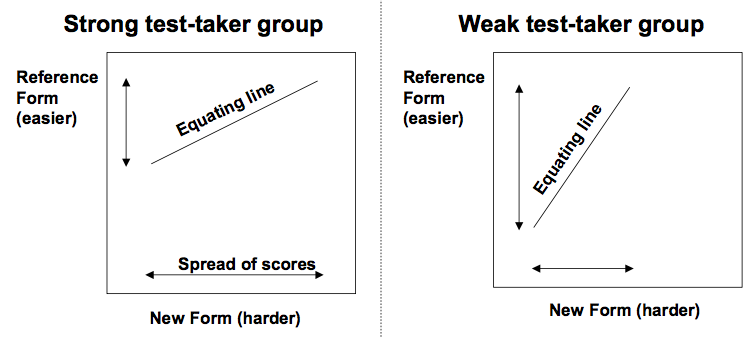 Strong test-taker group
Reference
Form
(easier)
Equating line
Spread of scores
New Form (harder)
Weak test-taker group
Reference
Form
(easier)
Equating line
New Form (harder)